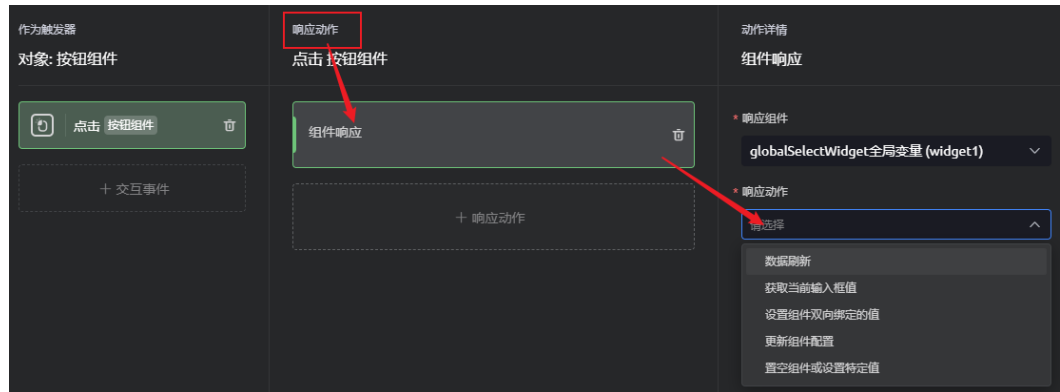 作为触发器
对象: 按钮组件
点击 按钮组件
＋ 交互事件
响应动作
点击 按钮组件
组件响应
＋ 响应动作
动作详情
组件响应
* 响应组件
globalSelectWidget全局变量 (widget1)
* 响应动作
请选择
数据刷新
获取当前输入框值
设置组件双向绑定的值
更新组件配置
置空组件或设置特定值